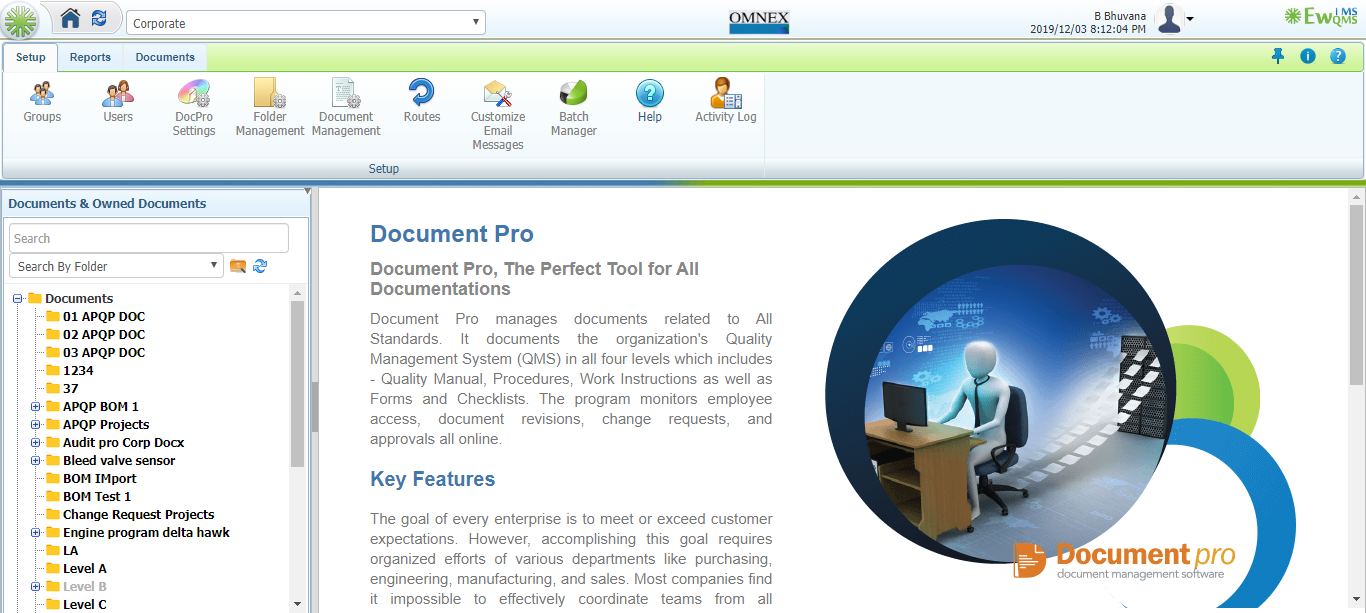 Corporate
OMNEX
B Bhuvana
2019/12/03 8:12:04 PM
EwQMS
iMS
Setup
Reports
Documents
Groups
Users
DocPro
Settings
Folder
Management
Document
Management
Routes
Customize
Email
Messages
Batch
Manager
Help
Activity Log
Setup
Documents & Owned Documents
Search
Search By Folder
Documents
01 APQP DOC
02 APQP DOC
03 APQP DOC
1234
37
APQP BOM 1
APQP Projects
Audit pro Corp Docx
Bleed valve sensor
BOM IMport
BOM Test 1
Change Request Projects
Engine program delta hawk
LA
Level A
Level B
Level C
Document Pro
Document Pro, The Perfect Tool for All
Documentations
Document Pro manages documents related to All
Standards. It documents the organization's Quality
Management System (QMS) in all four levels which includes
- Quality Manual, Procedures, Work Instructions as well as
Forms and Checklists. The program monitors employee
access, document revisions, change requests, and
approvals all online.
Key Features
The goal of every enterprise is to meet or exceed customer
expectations. However, accomplishing this goal requires
organized efforts of various departments like purchasing,
engineering, manufacturing, and sales. Most companies find
it impossible to effectively coordinate teams from all
Document pro
document management software